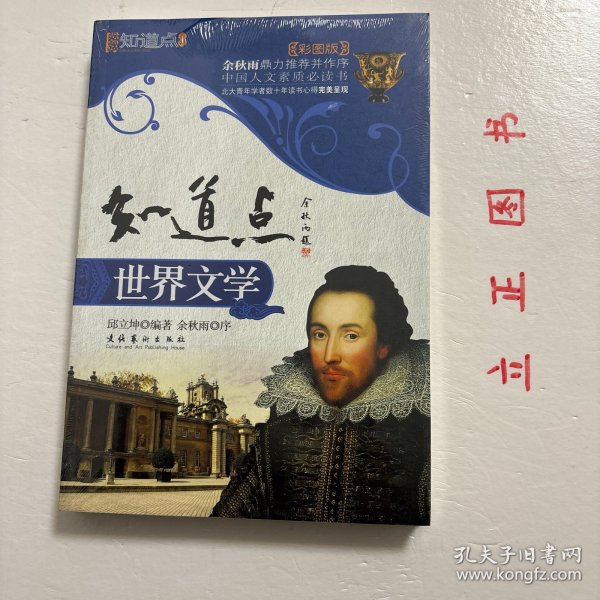 知道点
彩图版
余秋雨鼎力推荐并作序
中国人文素质必读书
北大青年学者数十年读书心得完美呈现
知道点
余秋雨题
世界文学
邱立坤◎编著 余秋雨◎序
文化艺术出版社
Culture and Art Publishing House
立正图书
孔夫子旧书网
www.kongfz.com